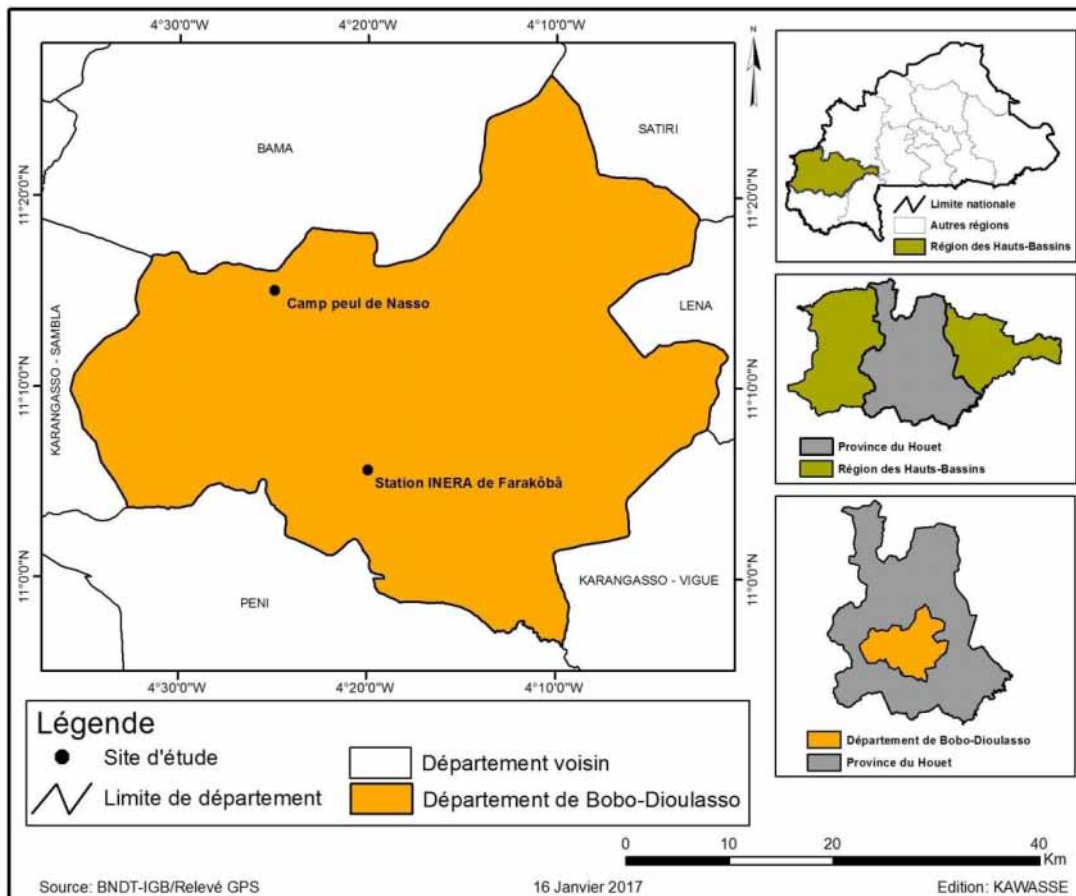 4°30'0"W 4°20'0"W 4°10'0"W
N
11°20'0"N
11°10'0"N
11°0'0"N
BAMA
SATIRI
LENA
KARANGASSO - SAMBLA
Camp peul de Nasso
Station INERA de Farakôbâ
PENI
KARANGASSO - VIGUE
11°20'0"N
11°10'0"N
11°0'0"N
4°30'0"W 4°20'0"W 4°10'0"W
Limite nationale
Autres régions
Région des Hauts-Bassins
Province du Houet
Région des Hauts-Bassins
Département de Bobo-Dioulasso
Province du Houet
Légende
Site d'étude
Limite de département
Département voisin
Département de Bobo-Dioulasso
0 10 20 40
Km
Source: BNDT-IGB/Relevé GPS 16 Janvier 2017 Edition: KAWASSE